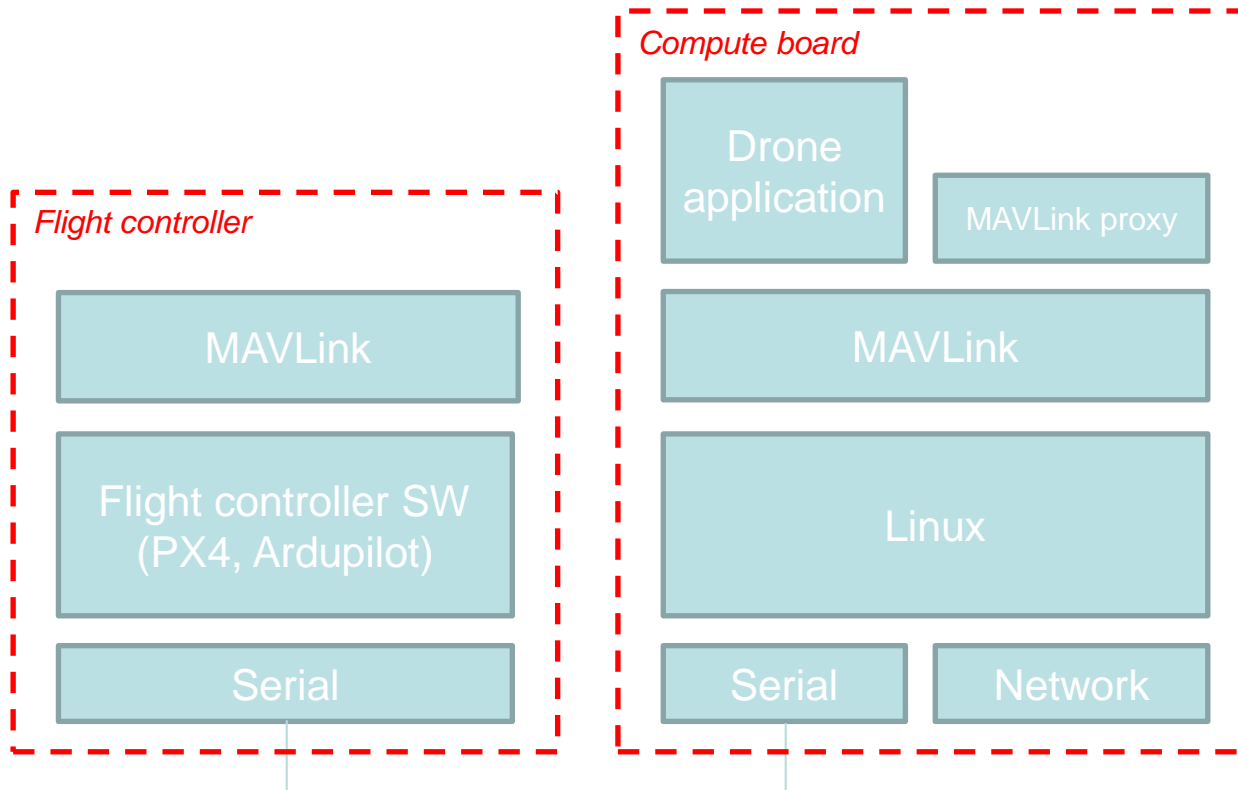 Flight controller
MAVLink
Flight controller SW
(PX4, Ardupilot)
Serial
Compute board
Drone
application
MAVLink proxy
MAVLink
Linux
Serial
Network